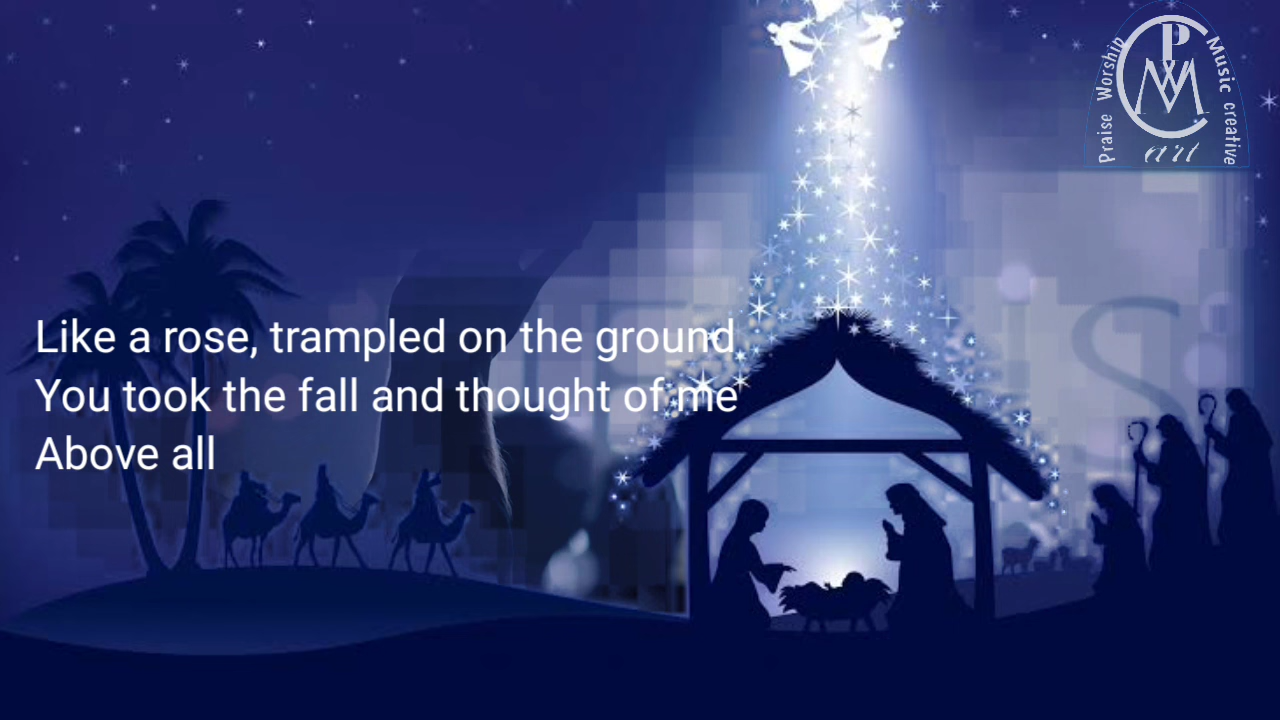 Like a rose, trampled on the ground
You took the fall and thought of me
Above all
Praise Worship
Music creative
P
W
M
art